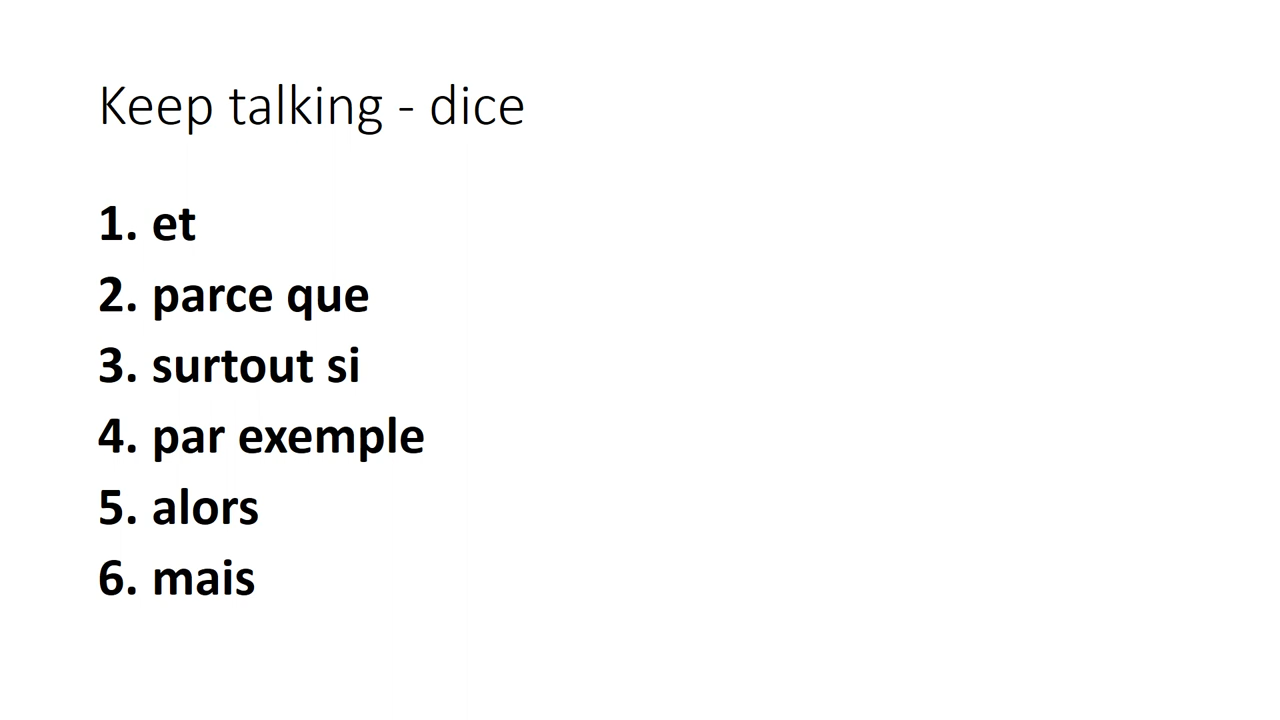 Keep talking - dice
1. et
2. parce que
3. surtout si
4. par exemple
5. alors
6. mais